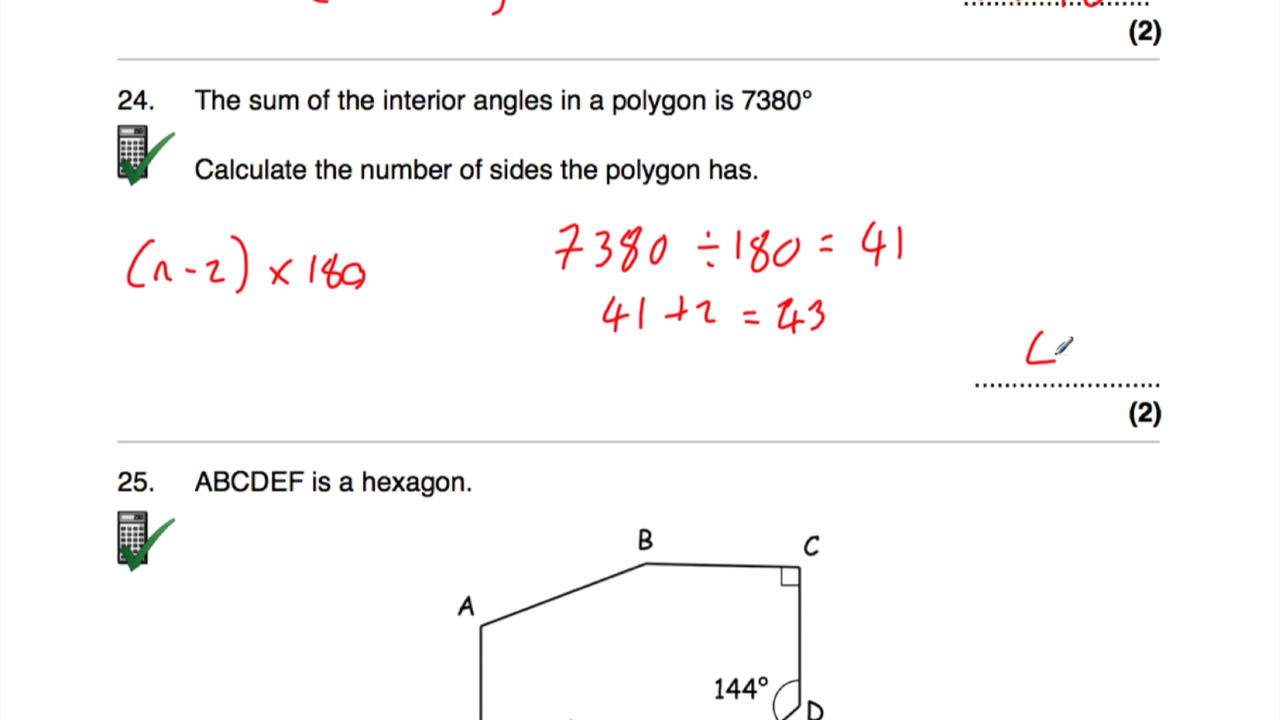 (2)
24. The sum of the interior angles in a polygon is 7380°
Calculate the number of sides the polygon has.
(n-2) × 180
7380 ÷ 180 = 41
41 + 2 = 43
(2)
25. ABCDEF is a hexagon.
B
C
A
144°
D